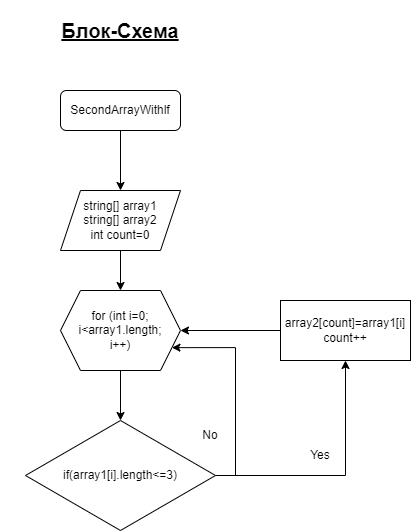 Блок-Схема
SecondArrayWithIf
string[] array1
string[] array2
int count=0
for (int i=0;
i<array1.length;
i++)
array2[count]=array1[i]
count++
No
Yes
if(array1[i].length<=3)